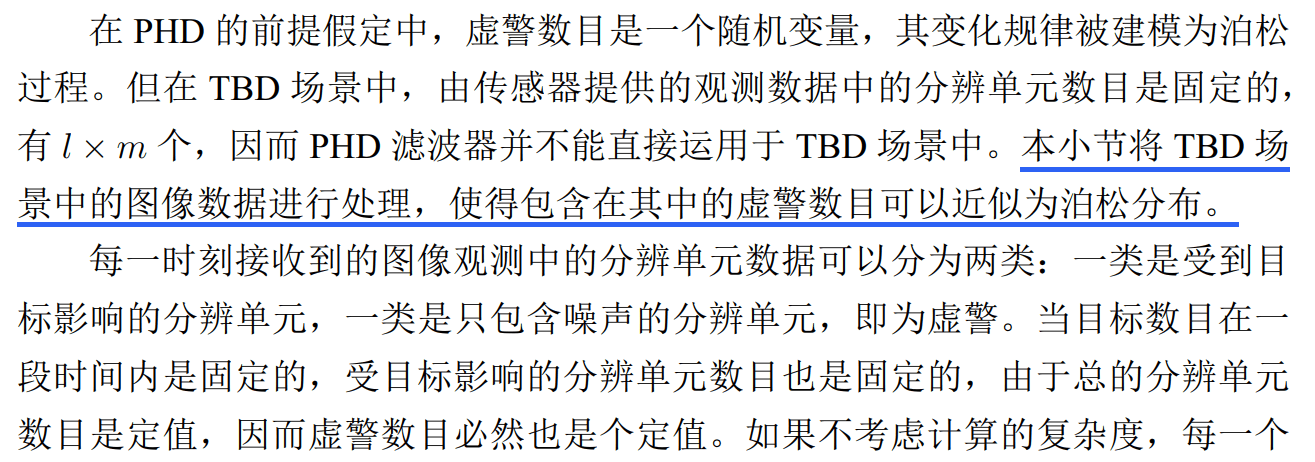 在 PHD 的前提假定中，虚警数目是一个随机变量，其变化规律被建模为泊松
过程。但在 TBD 场景中，由传感器提供的观测数据中的分辨单元数目是固定的，
有 l × m 个，因而 PHD 滤波器并不能直接运用于 TBD 场景中。本小节将 TBD 场
景中的图像数据进行处理，使得包含在其中的虚警数目可以近似为泊松分布。
每一时刻接收到的图像观测中的分辨单元数据可以分为两类：一类是受到目
标影响的分辨单元，一类是只包含噪声的分辨单元，即为虚警。当目标数目在一
段时间内是固定的，受目标影响的分辨单元数目也是固定的，由于总的分辨单元
数目是定值，因而虚警数目必然也是个定值。如果不考虑计算的复杂度，每一个